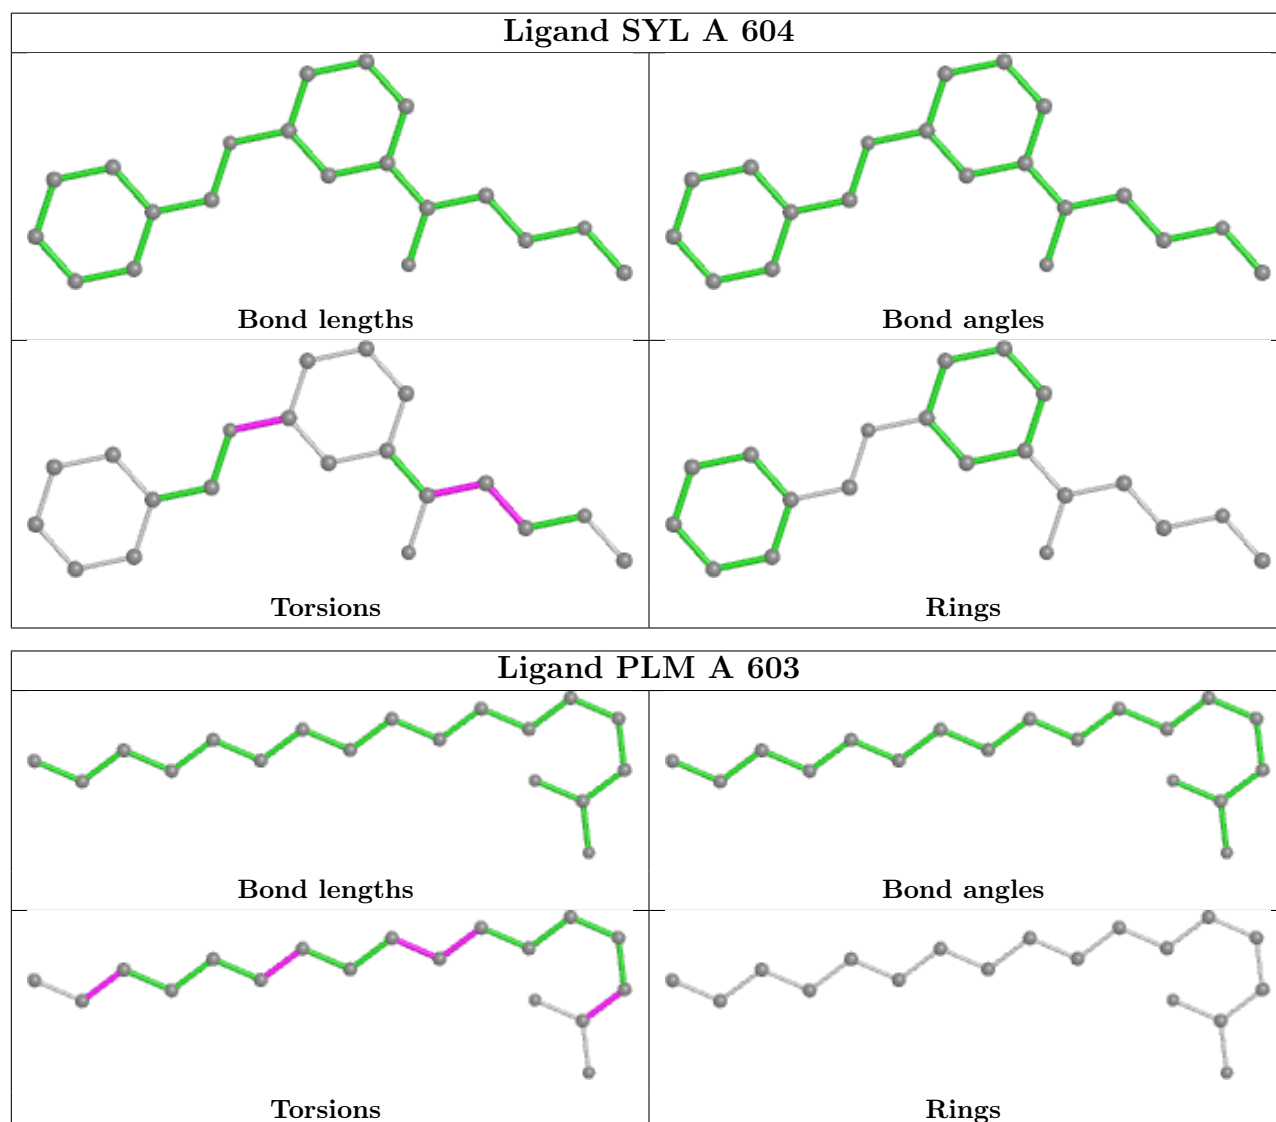 Ligand SYL A 604
Bond lengths
Bond angles
Torsions
Rings
Ligand PLM A 603
Bond lengths
Bond angles
Torsions
Rings